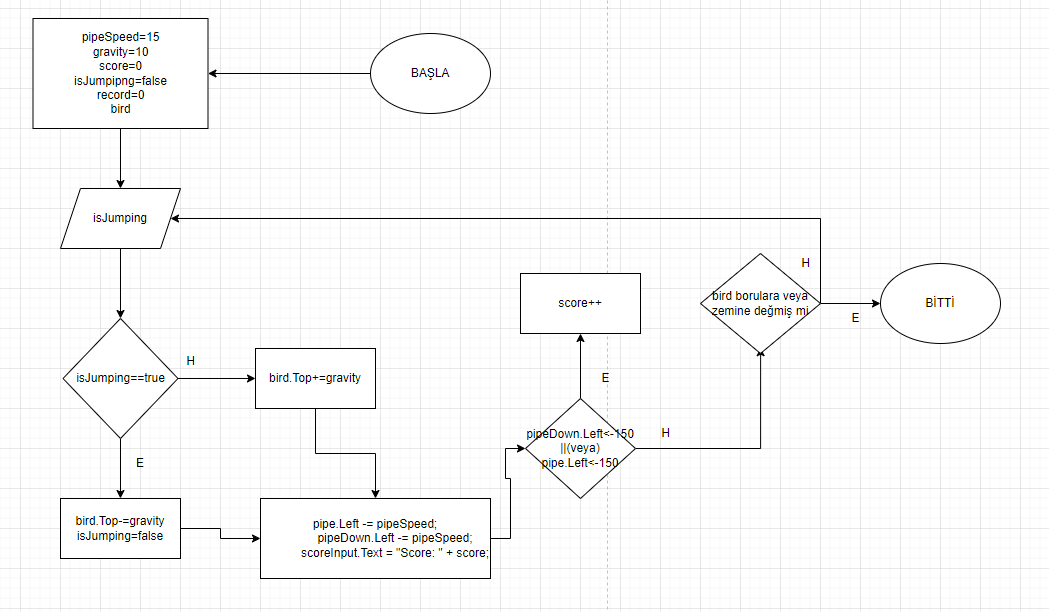 pipeSpeed=15
gravity=10
score=0
isJumpipng=false
record=0
bird
BAŞLA
isJumping
isJumping==true
H
E
bird.Top+=gravity
bird.Top-=gravity
isJumping=false
pipe.Left -= pipeSpeed;
pipeDown.Left -= pipeSpeed;
scoreInput.Text = "Score: " + score;
pipeDown.Left<-150
||(veya)
pipe.Left<-150
E
H
score++
bird borulara veya
zemine değmiş mi
H
E
BİTTİ